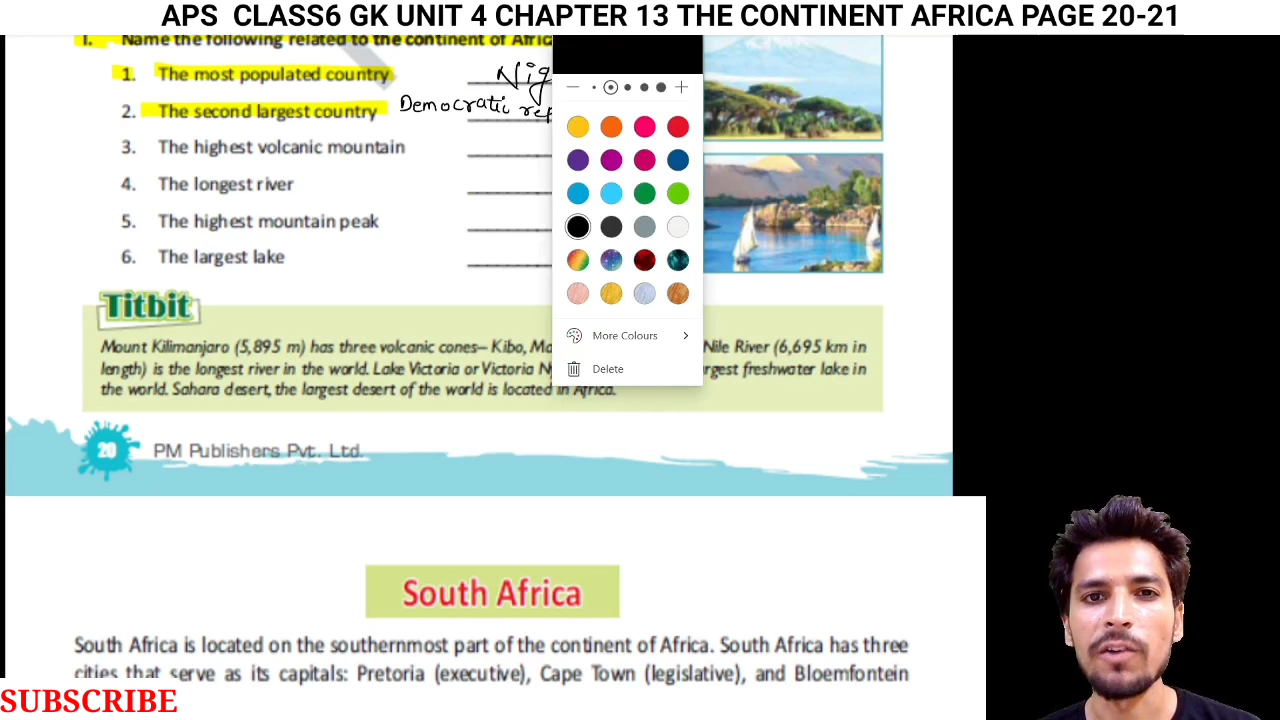 APS CLASS6 GK UNIT 4 CHAPTER 13 THE CONTINENT AFRICA PAGE 20-21
I. Name the following related to the continent of Afric
1. The most populated country Nig
2. The second largest country Democratic rep
3. The highest volcanic mountain
4. The longest river
5. The highest mountain peak
6. The largest lake
More Colours
Delete
Titbit
Mount Kilimanjaro (5,895 m) has three volcanic cones– Kibo, Ma Nile River (6,695 km in
length) is the longest river in the world. Lake Victoria or Victoria N rgest freshwater lake in
the world. Sahara desert, the largest desert of the world is located in Africa.
20 PM Publishers Pvt. Ltd.
South Africa
South Africa is located on the southernmost part of the continent of Africa. South Africa has three
cities that serve as its capitals: Pretoria (executive), Cape Town (legislative), and Bloemfontein
SUBSCRIBE